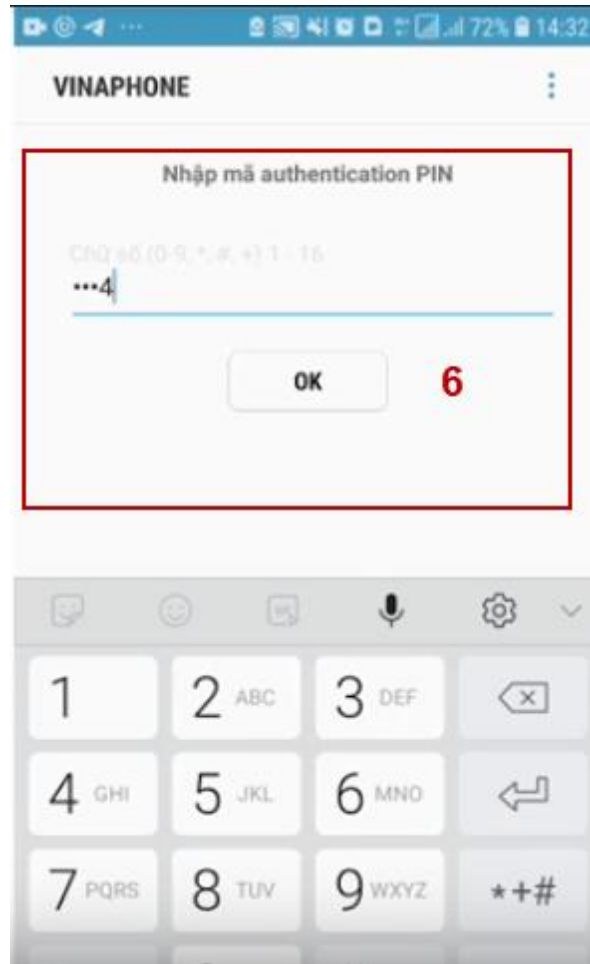 72% 14:32
VINAPHONE
Nhập mã authentication PIN
Chữ số (0-9, *, #, +) 1 - 16
•••4
OK
6
1
2 ABC
3 DEF
4 GHI
5 JKL
6 MNO
7 PQRS
8 TUV
9 WXYZ
*+#